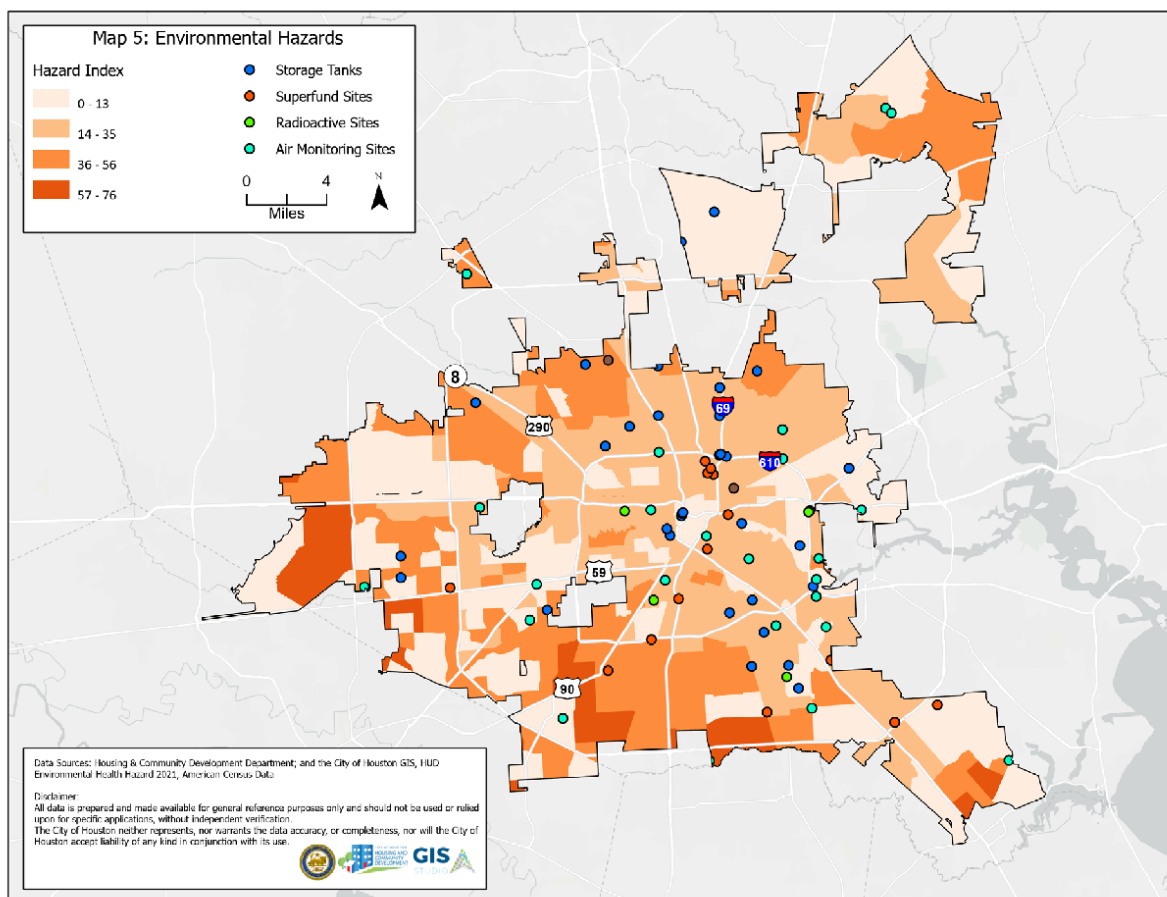 Map 5: Environmental Hazards
Hazard Index
0 - 13
14 - 35
36 - 56
57 - 76
Storage Tanks
Superfund Sites
Radioactive Sites
Air Monitoring Sites
0 4
Miles
N
8
290
69
610
59
90
Data Sources: Housing & Community Development Department; and the City of Houston GIS, HUD
Environmental Health Hazard 2021, American Census Data
Disclaimer:
All data is prepared and made available for general reference purposes only and should not be used or relied
upon for specific applications, without independent verification.
The City of Houston neither represents, nor warrants the data accuracy, or completeness, nor will the City of
Houston accept liability of any kind in conjunction with its use.
HOUSING AND
COMMUNITY
DEVELOPMENT
GIS
STUDIO